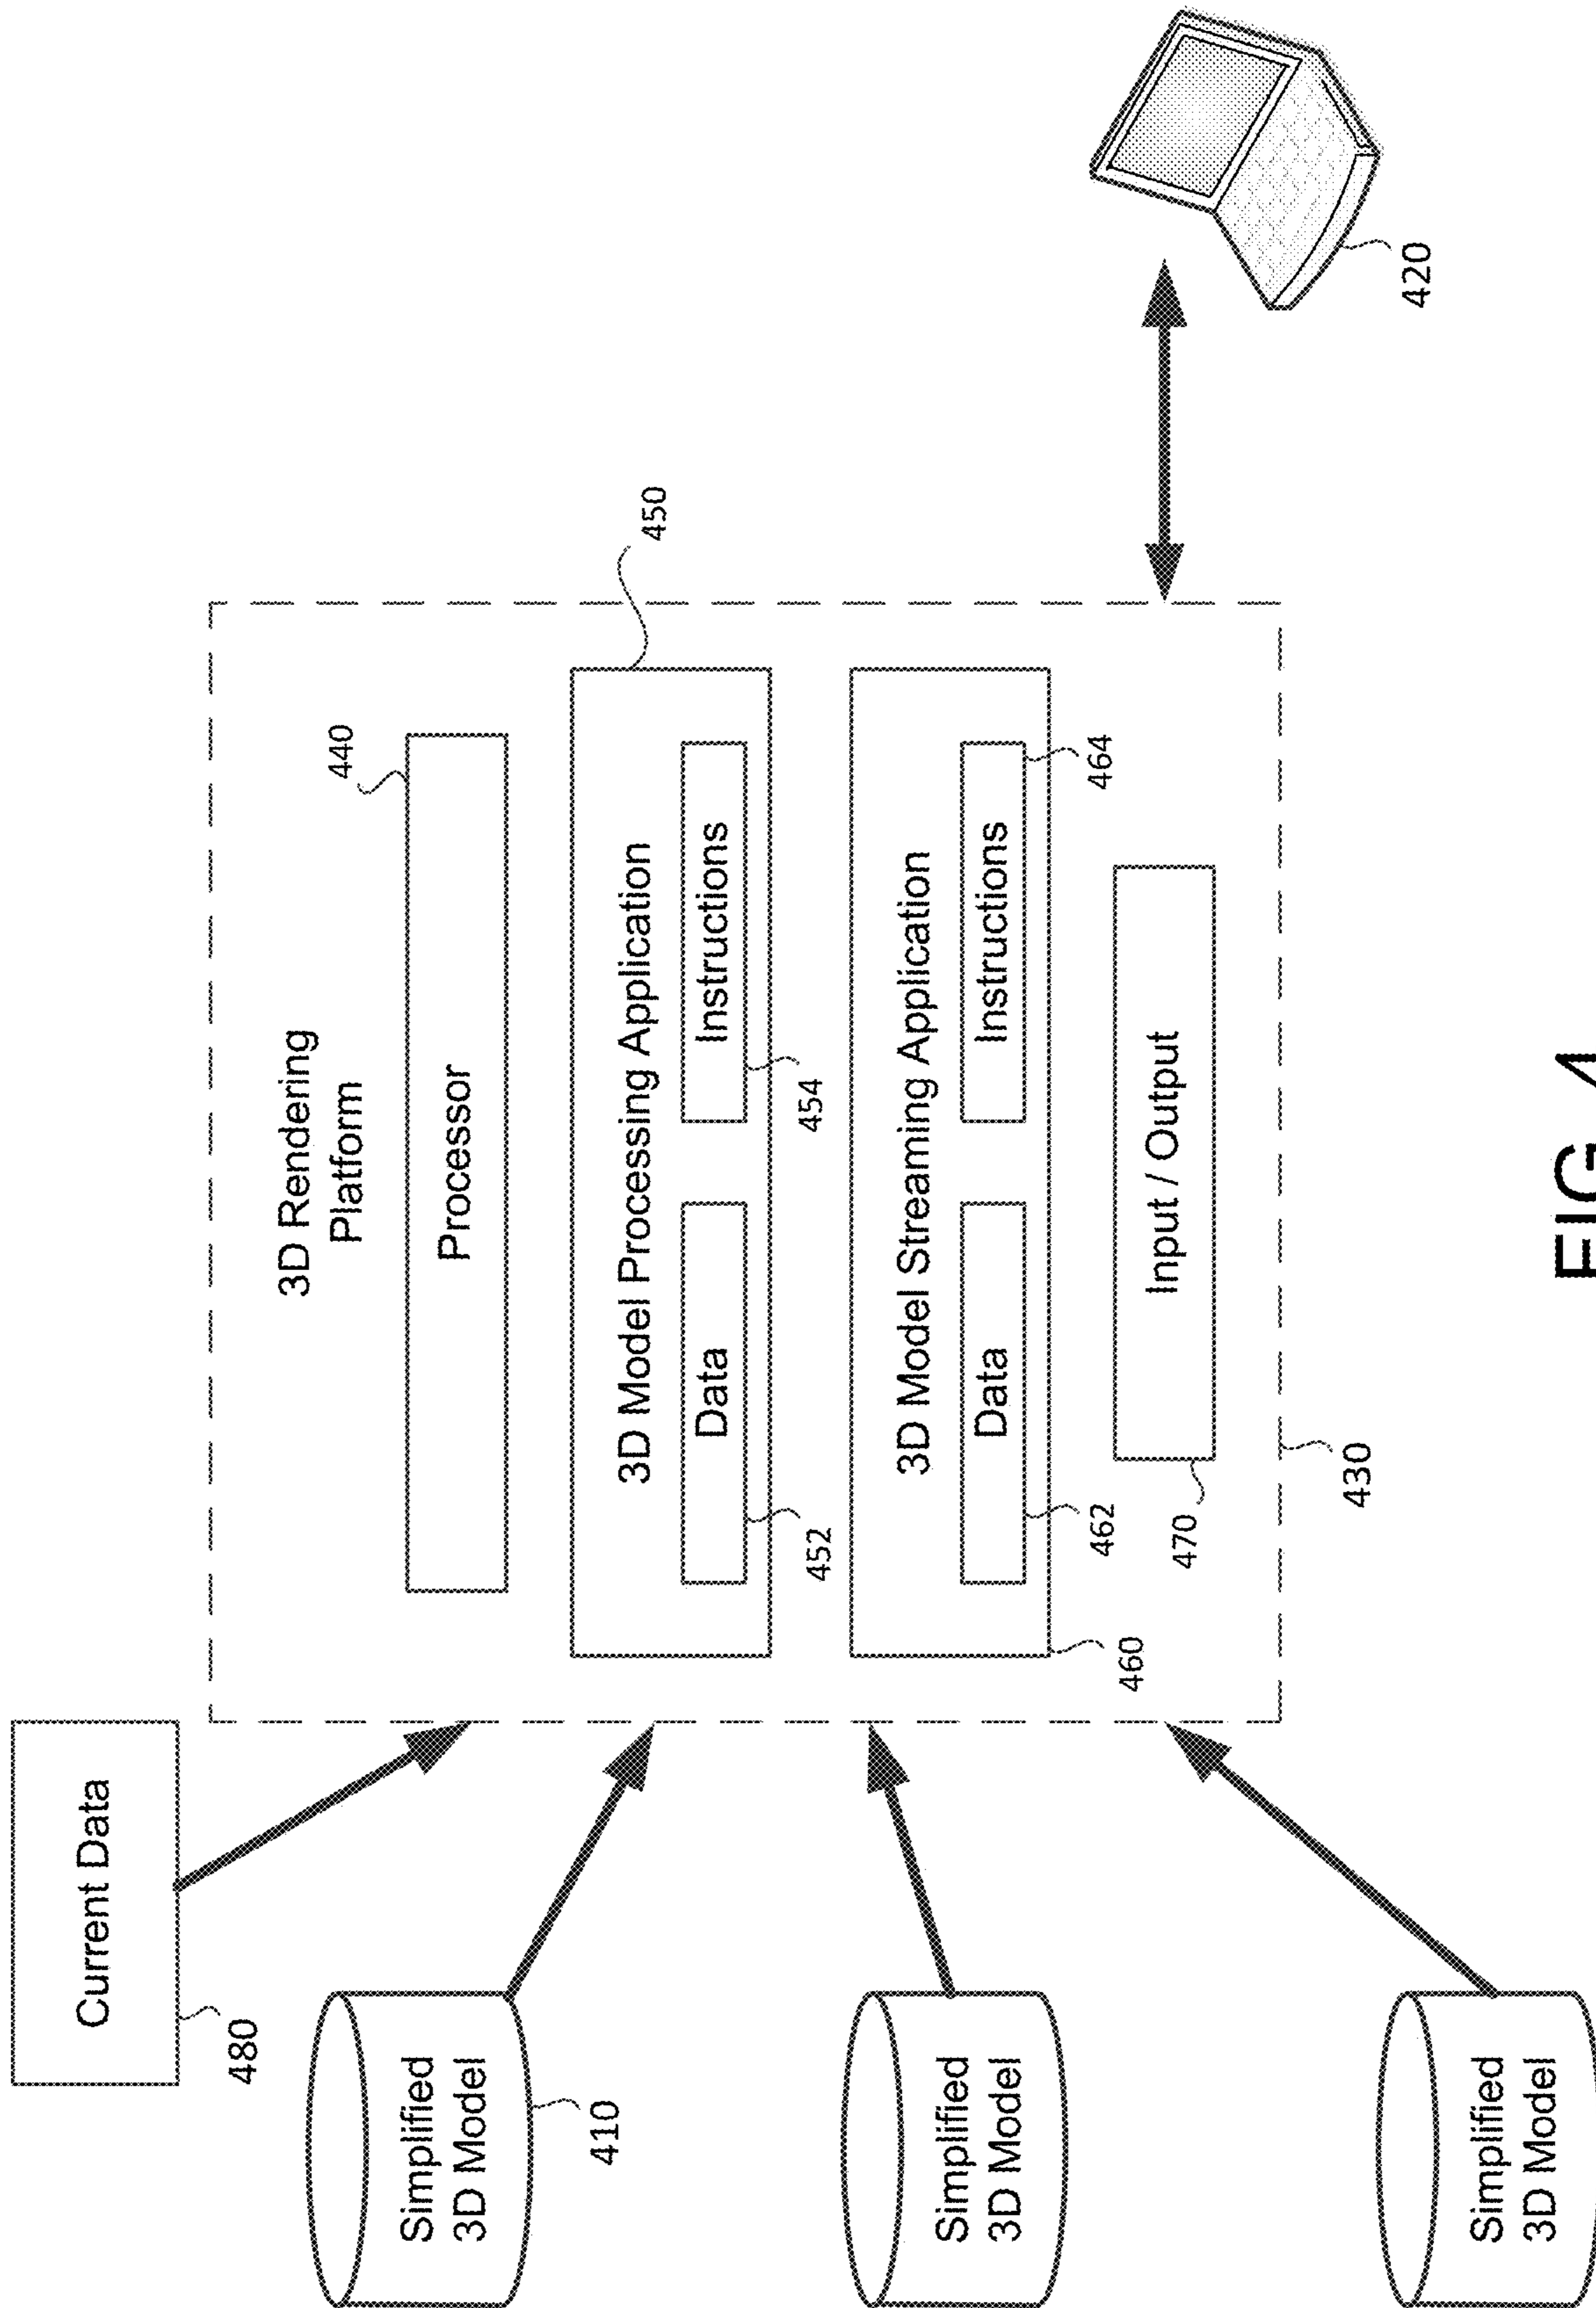 Current Data
480
Simplified
3D Model
410
Simplified
3D Model
Simplified
3D Model
3D Rendering
Platform
440
Processor
450
3D Model Processing Application
Data
Instructions
452
454
3D Model Streaming Application
Data
Instructions
462
464
460
Input / Output
470
430
420
FIG 4